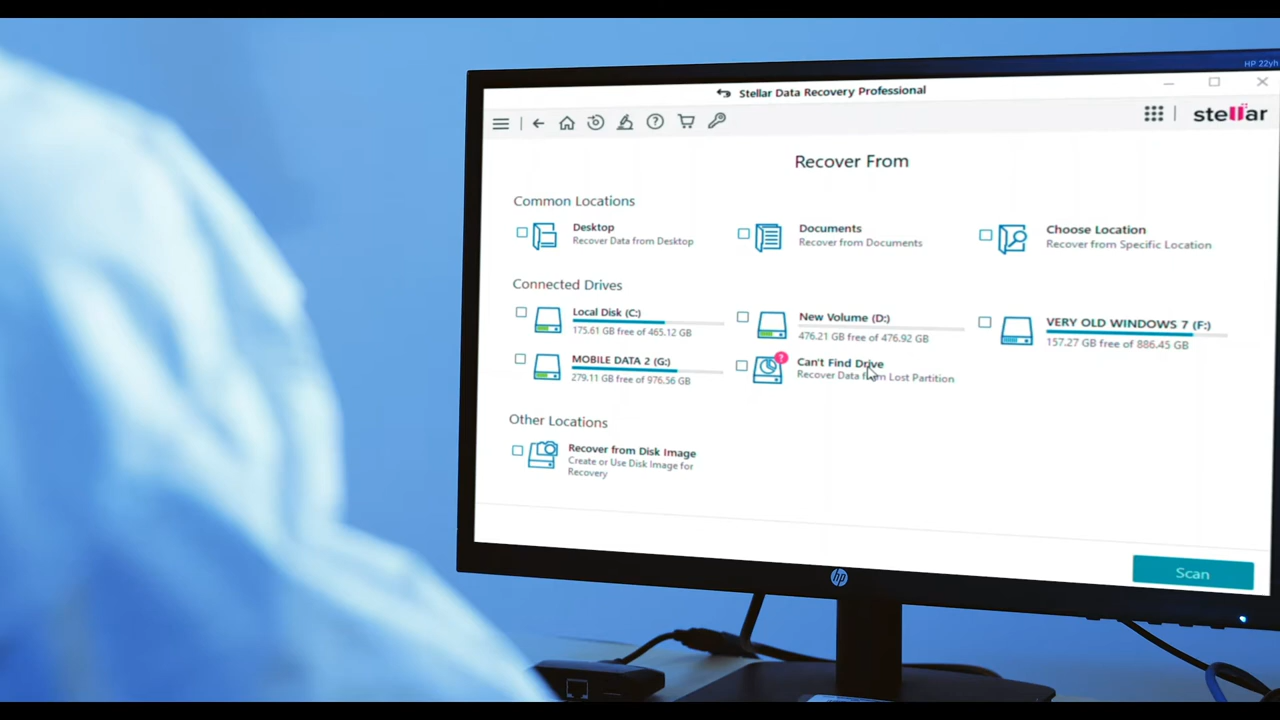 HP 22yh
Stellar Data Recovery Professional
stellar
Recover From
Common Locations
Desktop
Recover Data from Desktop
Documents
Recover from Documents
Choose Location
Recover from Specific Location
Connected Drives
Local Disk (C:)
175.61 GB free of 465.12 GB
New Volume (D:)
476.21 GB free of 476.92 GB
VERY OLD WINDOWS 7 (F:)
157.27 GB free of 886.45 GB
MOBILE DATA 2 (G:)
279.11 GB free of 976.56 GB
?
Can't Find Drive
Recover Data from Lost Partition
Other Locations
Recover from Disk Image
Create or Use Disk Image for
Recovery
Scan
hp